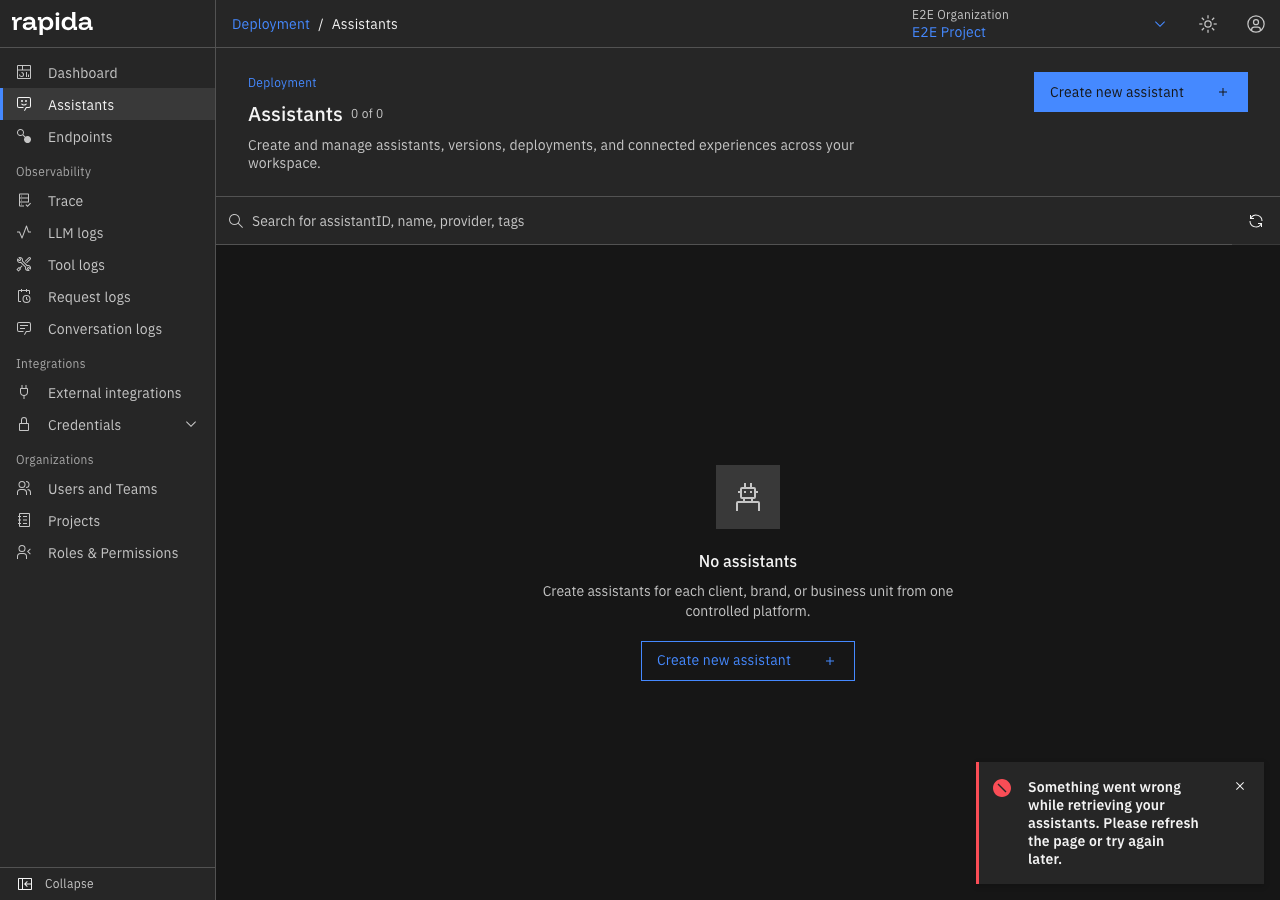 rapida
Deployment / Assistants
E2E Organization
E2E Project
Dashboard
Assistants
Endpoints
Observability
Trace
LLM logs
Tool logs
Request logs
Conversation logs
Integrations
External integrations
Credentials
Organizations
Users and Teams
Projects
Roles & Permissions
Collapse
Deployment
Assistants 0 of 0
Create and manage assistants, versions, deployments, and connected experiences across your
workspace.
Create new assistant +
Search for assistantID, name, provider, tags
No assistants
Create assistants for each client, brand, or business unit from one
controlled platform.
Create new assistant +
Something went wrong
while retrieving your
assistants. Please refresh
the page or try again
later.